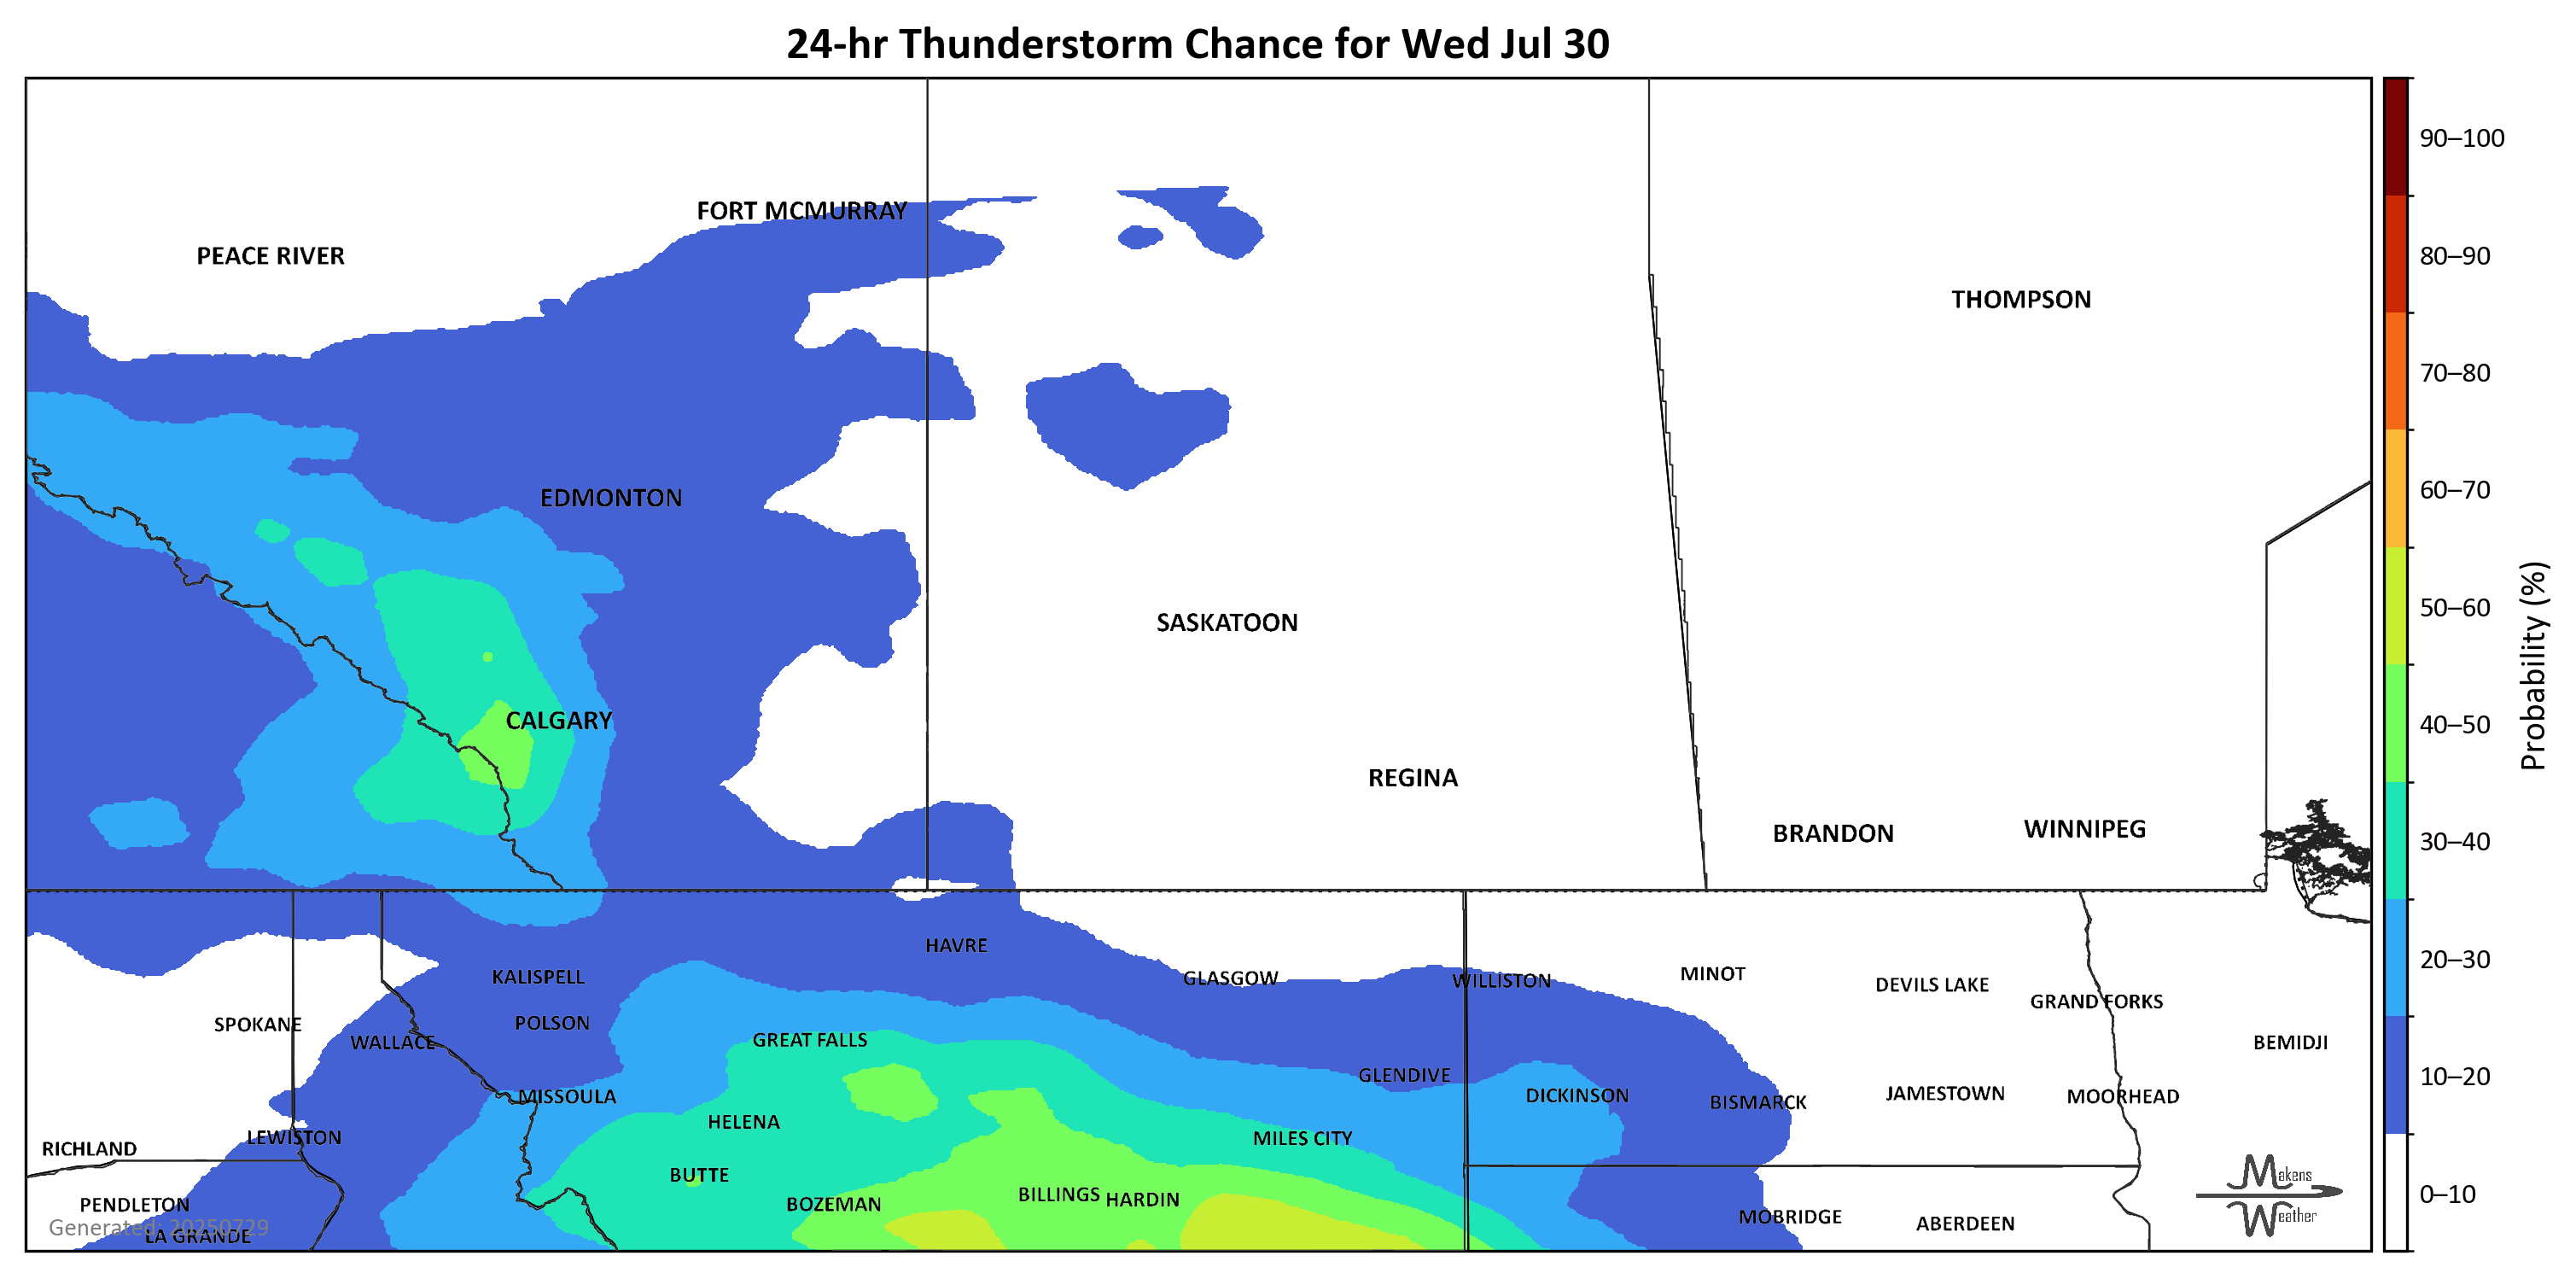 24-hr Thunderstorm Chance for Wed Jul 30
FORT MCMURRAY
PEACE RIVER
THOMPSON
EDMONTON
SASKATOON
CALGARY
REGINA
BRANDON
WINNIPEG
HAVRE
KALISPELL
GLASGOW
WILLISTON
MINOT
DEVILS LAKE
GRAND FORKS
SPOKANE
POLSON
WALLACE
GREAT FALLS
BEMIDJI
GLENDIVE
MISSOULA
DICKINSON
BISMARCK
JAMESTOWN
MOORHEAD
HELENA
LEWISTON
MILES CITY
RICHLAND
BUTTE
BILLINGS
HARDIN
PENDLETON
BOZEMAN
MOBRIDGE
ABERDEEN
Generated: 20250729
LA GRANDE
Makens
Weather
90–100
80–90
70–80
60–70
50–60
40–50
30–40
20–30
10–20
0–10
Probability (%)